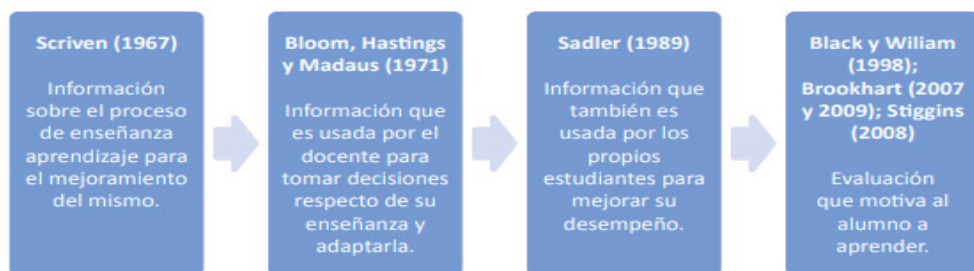 Scriven (1967)
Información
sobre el proceso
de enseñanza
aprendizaje para
el mejoramiento
del mismo.
Bloom, Hastings
y Madaus (1971)
Información que
es usada por el
docente para
tomar decisiones
respecto de su
enseñanza y
adaptarla.
Sadler (1989)
Información que
también es
usada por los
propios
estudiantes para
mejorar su
desempeño.
Black y Wiliam
(1998);
Brookhart (2007
y 2009); Stiggins
(2008)
Evaluación
que motiva al
alumno a
aprender.